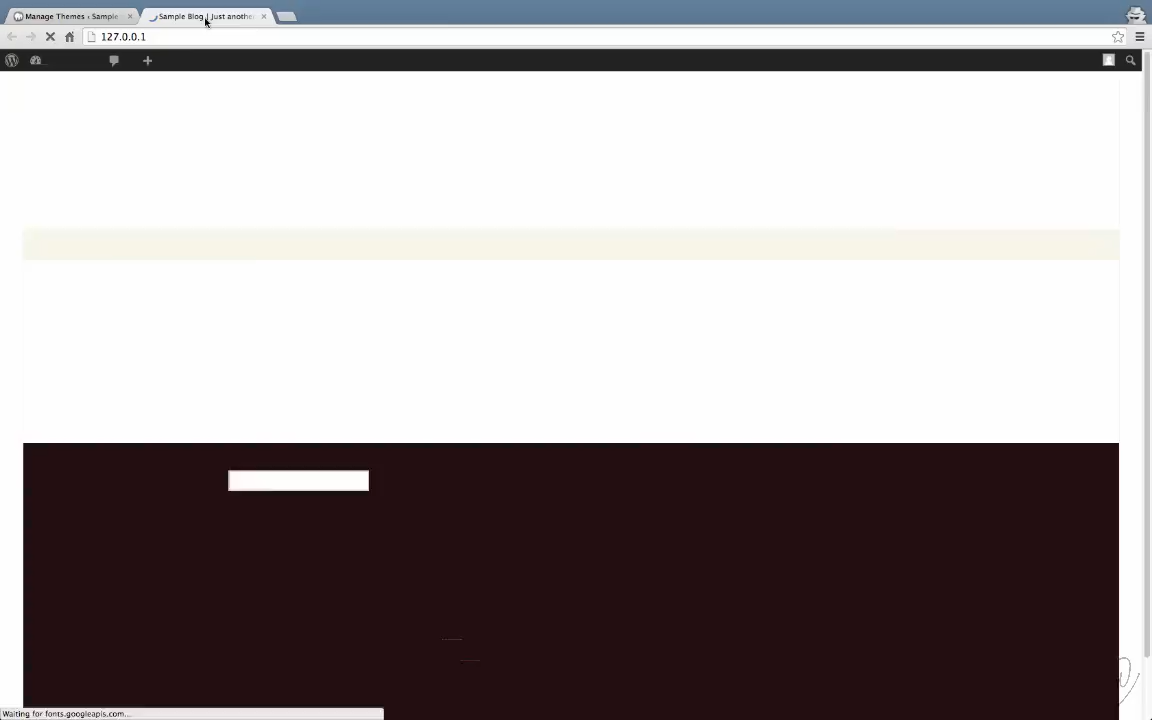 Manage Themes ‹ Sample
Sample Blog | Just anothe
127.0.0.1
Waiting for fonts.googleapis.com...